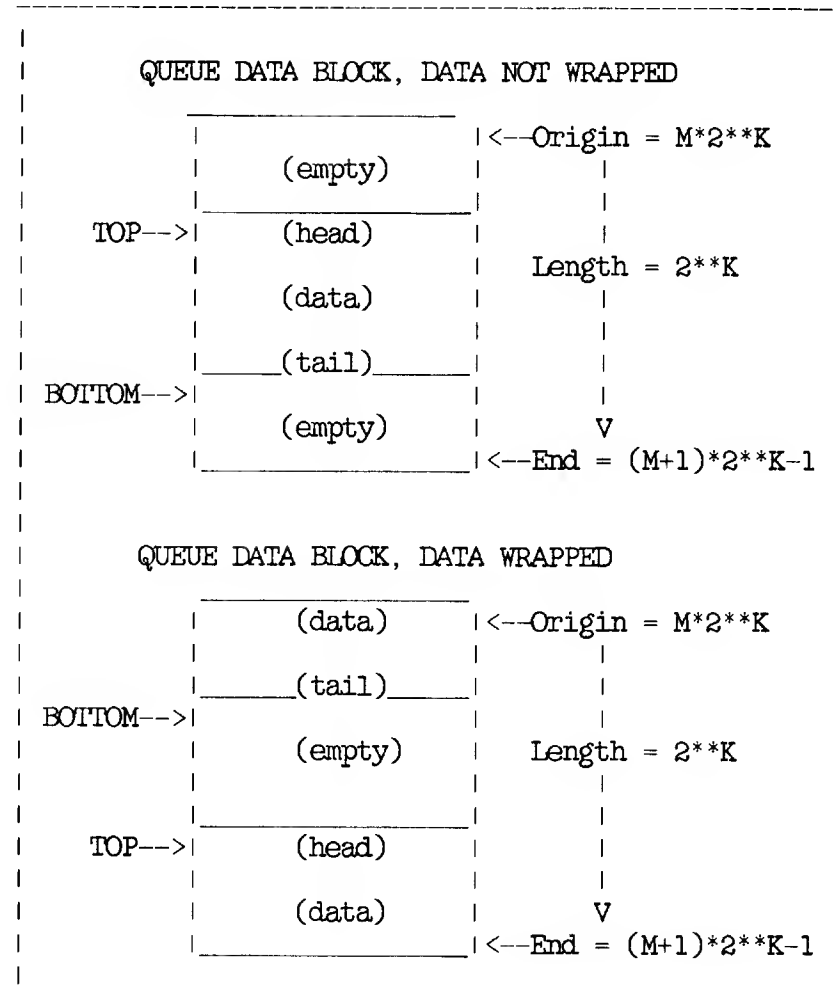 QUEUE DATA BLOCK, DATA NOT WRAPPED
<--Origin = M*2**K
(empty)
TOP-->| (head)
Length = 2**K
(data)
(tail)
BOTTOM-->|
(empty) V
<--End = (M+1)*2**K-1
QUEUE DATA BLOCK, DATA WRAPPED
(data) <--Origin = M*2**K
(tail)
BOTTOM-->|
(empty) Length = 2**K
TOP-->| (head)
(data) V
<--End = (M+1)*2**K-1